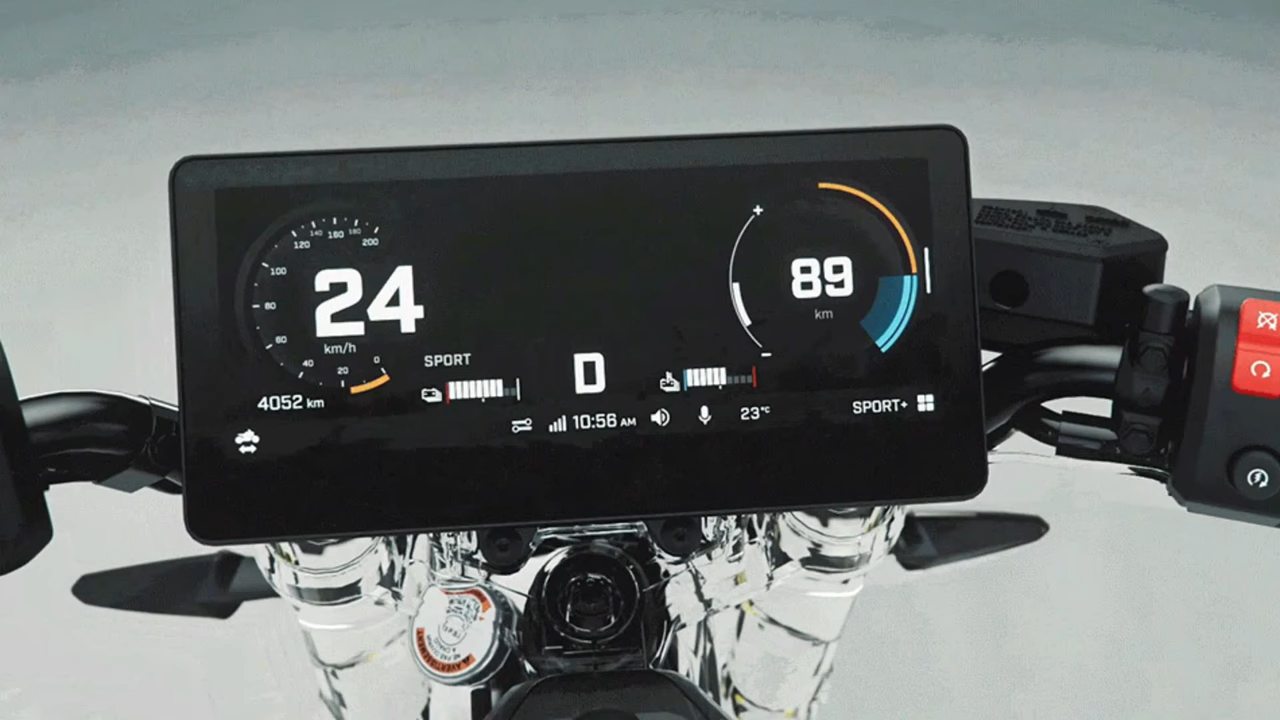 120
140
160
180
200
100
80
60
40
20
0
24
km/h
4052 km
SPORT
D
10:56 AM
23°C
+
89
km
−
SPORT+
AVERTISSEMENT